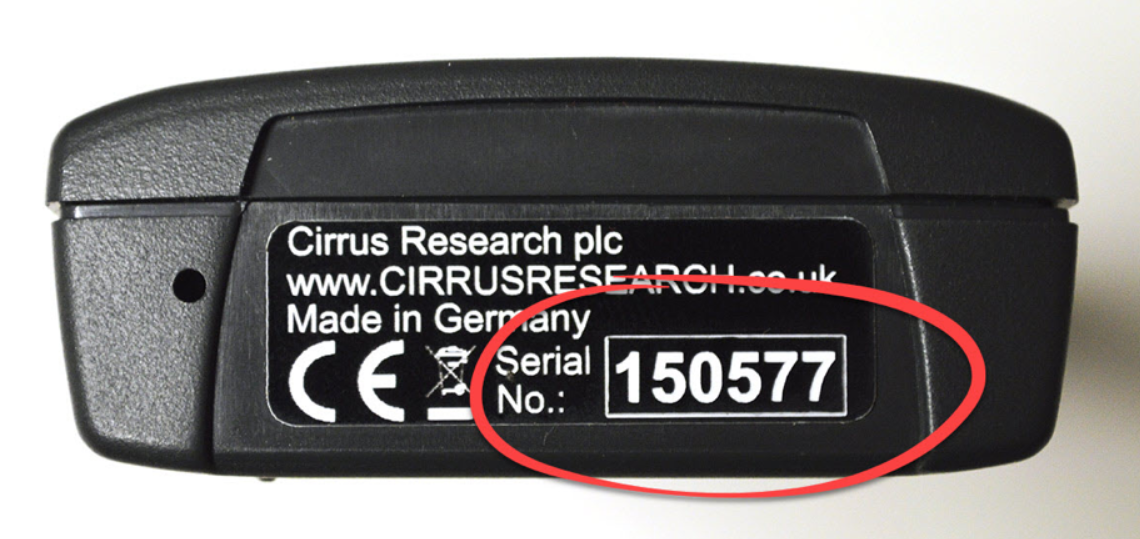 Cirrus Research plc
www.CIRRUSRESEARCH.co.uk
Made in Germany
CE Serial No.: 150577